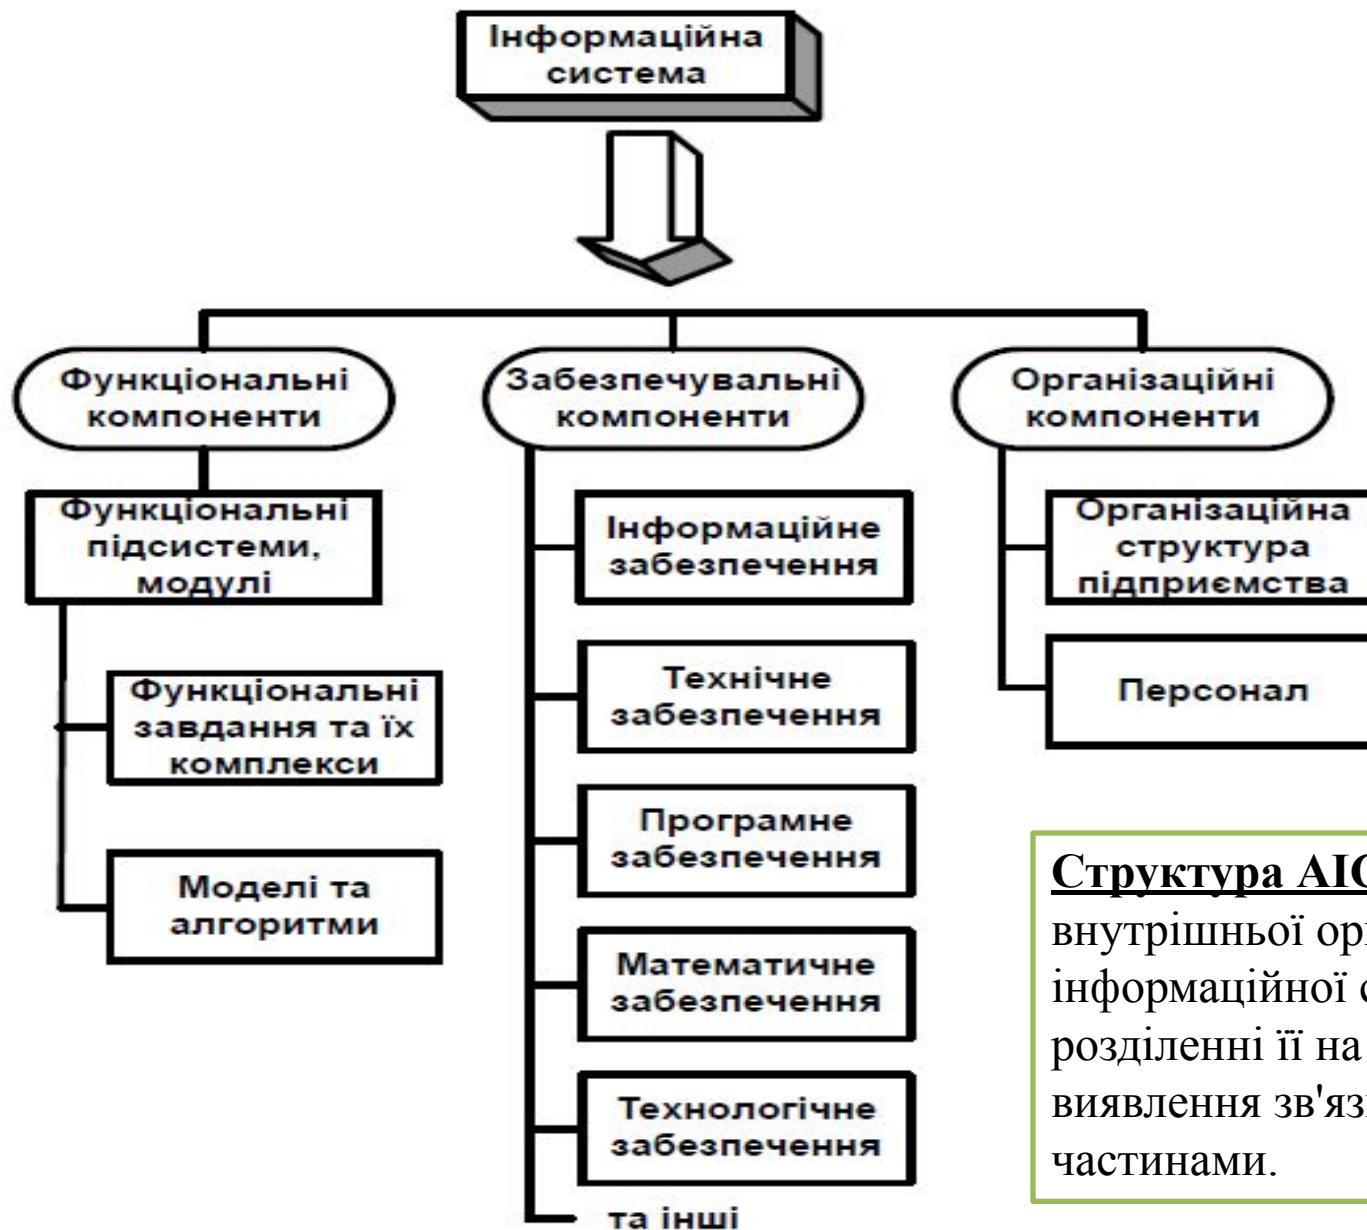 Інформаційна
система
Функціональні
компоненти
Функціональні
підсистеми,
модулі
Функціональні
завдання та їх
комплекси
Моделі та
алгоритми
Забезпечувальні
компоненти
Інформаційне
забезпечення
Технічне
забезпечення
Програмне
забезпечення
Математичне
забезпечення
Технологічне
забезпечення
та інші
Організаційні
компоненти
Організаційна
структура
підприємства
Персонал
Структура
внутрішньої
інформаційної
розділенні її на
виявлення
частинами.